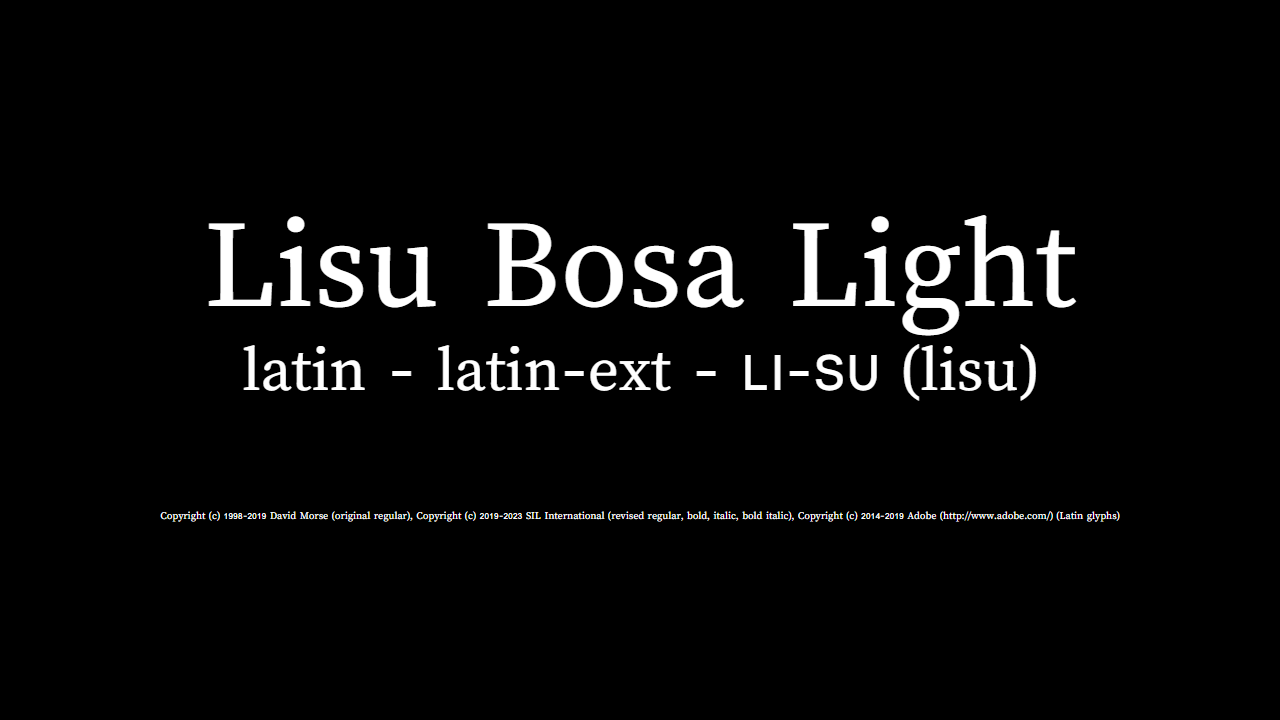 Lisu Bosa Light
latin - latin-ext - ꓡꓲ-ꓢꓴ (lisu)
Copyright (c) 1998-2019 David Morse (original regular), Copyright (c) 2019-2023 SIL International (revised regular, bold, italic, bold italic), Copyright (c) 2014-2019 Adobe (http://www.adobe.com/) (Latin glyphs)